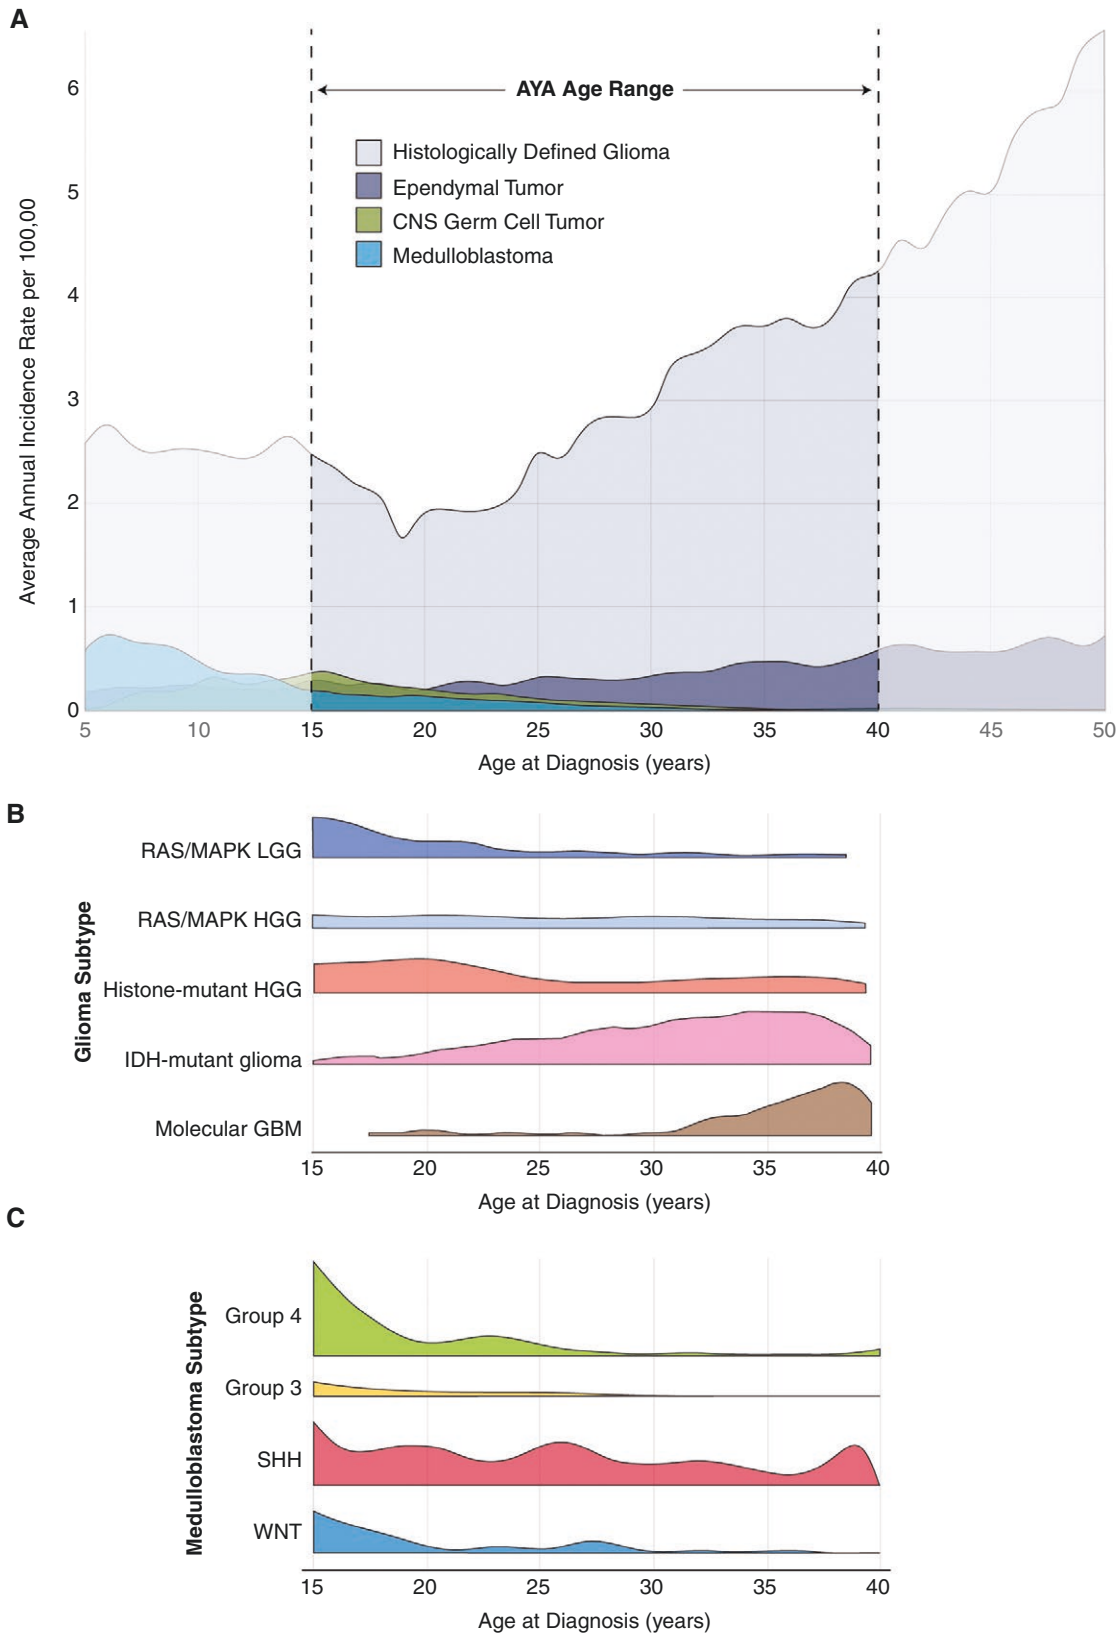 A
AYA Age Range
Histologically Defined Glioma
Ependymal Tumor
CNS Germ Cell Tumor
Medulloblastoma
Average Annual Incidence Rate per 100,00
6
5
4
3
2
1
0
5 10 15 20 25 30 35 40 45 50
Age at Diagnosis (years)
B
Glioma Subtype
RAS/MAPK LGG
RAS/MAPK HGG
Histone-mutant HGG
IDH-mutant glioma
Molecular GBM
15 20 25 30 35 40
Age at Diagnosis (years)
C
Medulloblastoma Subtype
Group 4
Group 3
SHH
WNT
15 20 25 30 35 40
Age at Diagnosis (years)